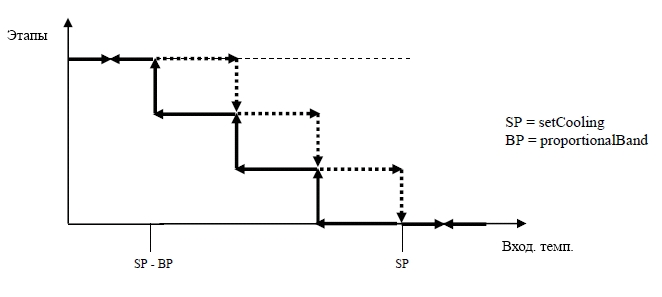 Этапы
SP = setCooling
BP = proportionalBand
Вход. темп.
SP - BP
SP